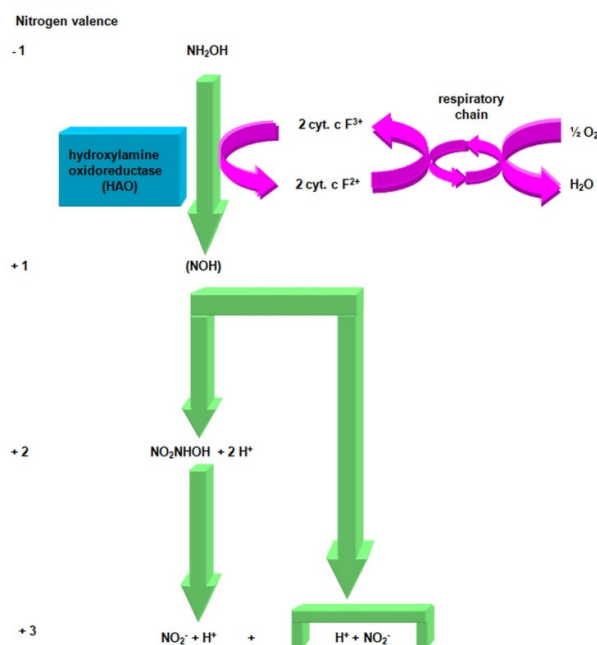 Nitrogen valence
- 1
NH₂OH
2 cyt. c F³⁺
respiratory
chain
½ O₂
hydroxylamine
oxidoreductase
(HAO)
2 cyt. c F²⁺
H₂O
+ 1
(NOH)
+ 2
NO₂NHOH + 2 H⁺
+ 3
NO₂⁻ + H⁺ + H⁺ + NO₂⁻